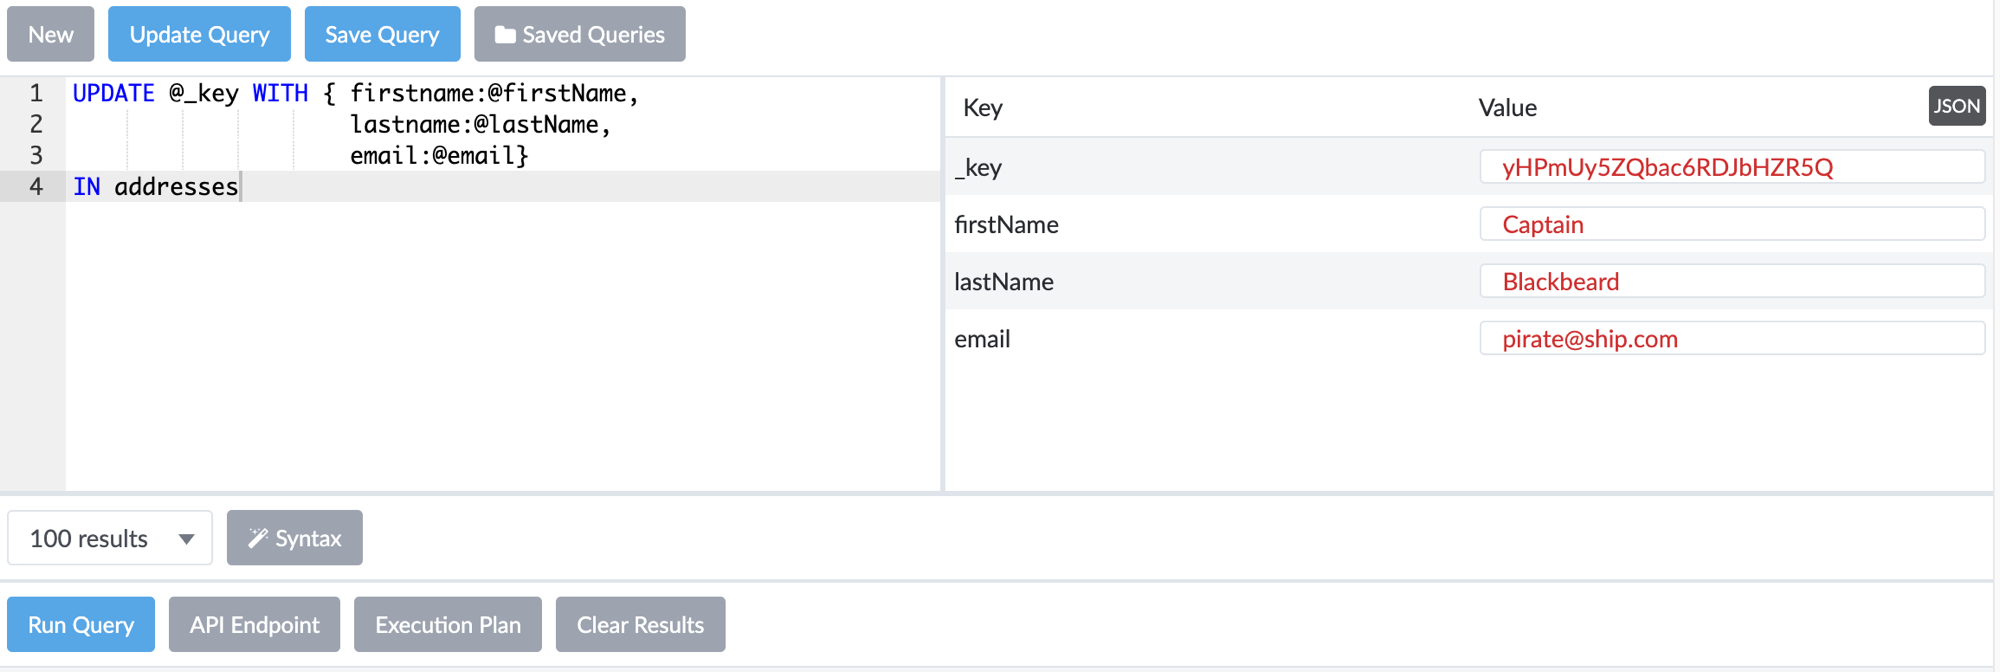 New Update Query Save Query Saved Queries
1 UPDATE @_key WITH { firstname:@firstName,
2 lastname:@lastName,
3 email:@email}
4 IN addresses
Key Value JSON
_key yHPmUy5ZQbac6RDJbHZR5Q
firstName Captain
lastName Blackbeard
email pirate@ship.com
100 results Syntax
Run Query API Endpoint Execution Plan Clear Results